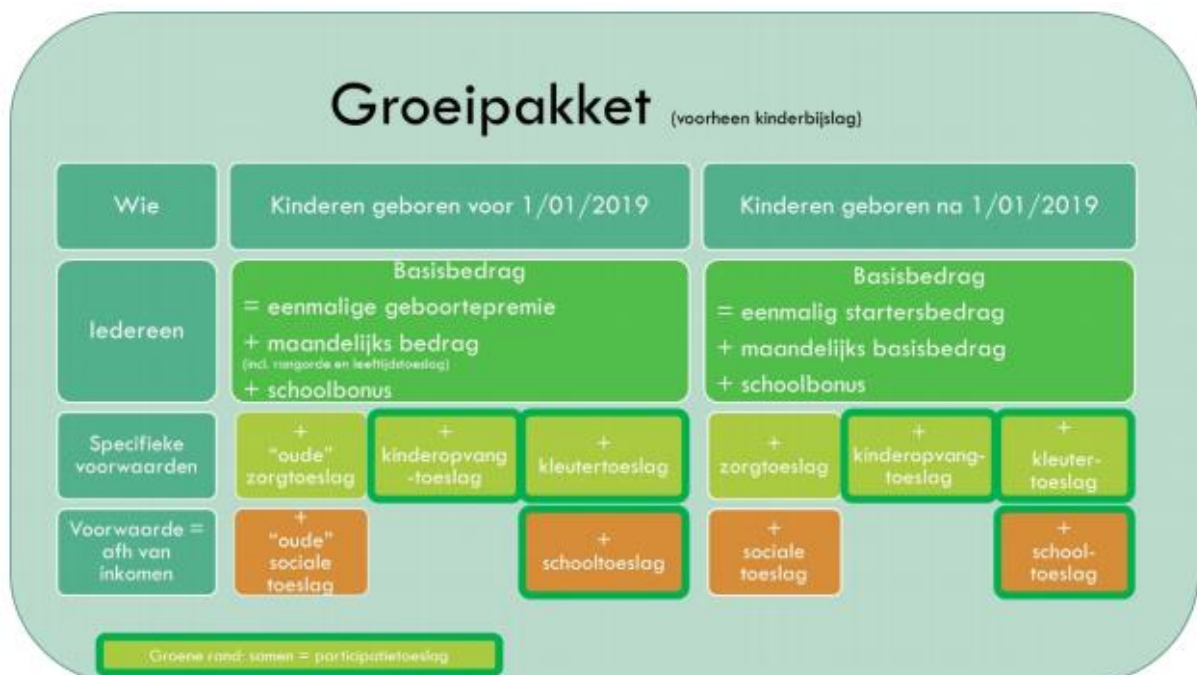 Groeipakket (voorheen kinderbijslag)
Wie
Kinderen geboren voor 1/01/2019
Kinderen geboren na 1/01/2019
Iedereen
Basisbedrag
= eenmalige geboortepremie
+ maandelijks bedrag
(incl. rangorde en leeftijdstoeslag)
+ schoolbonus
Basisbedrag
= eenmalig startersbedrag
+ maandelijks basisbedrag
+ schoolbonus
Specifieke
voorwaarden
+
"oude"
zorgtoeslag
+
kinderopvang
-toeslag
+
kleutertoeslag
+
zorgtoeslag
+
kinderopvang-
toeslag
+
kleuter-
toeslag
Voorwaarde =
afh van
inkomen
+
"oude"
sociale
toeslag
+
schooltoeslag
+
sociale
toeslag
+
school-
toeslag
Groene rand: samen = participatietoeslag